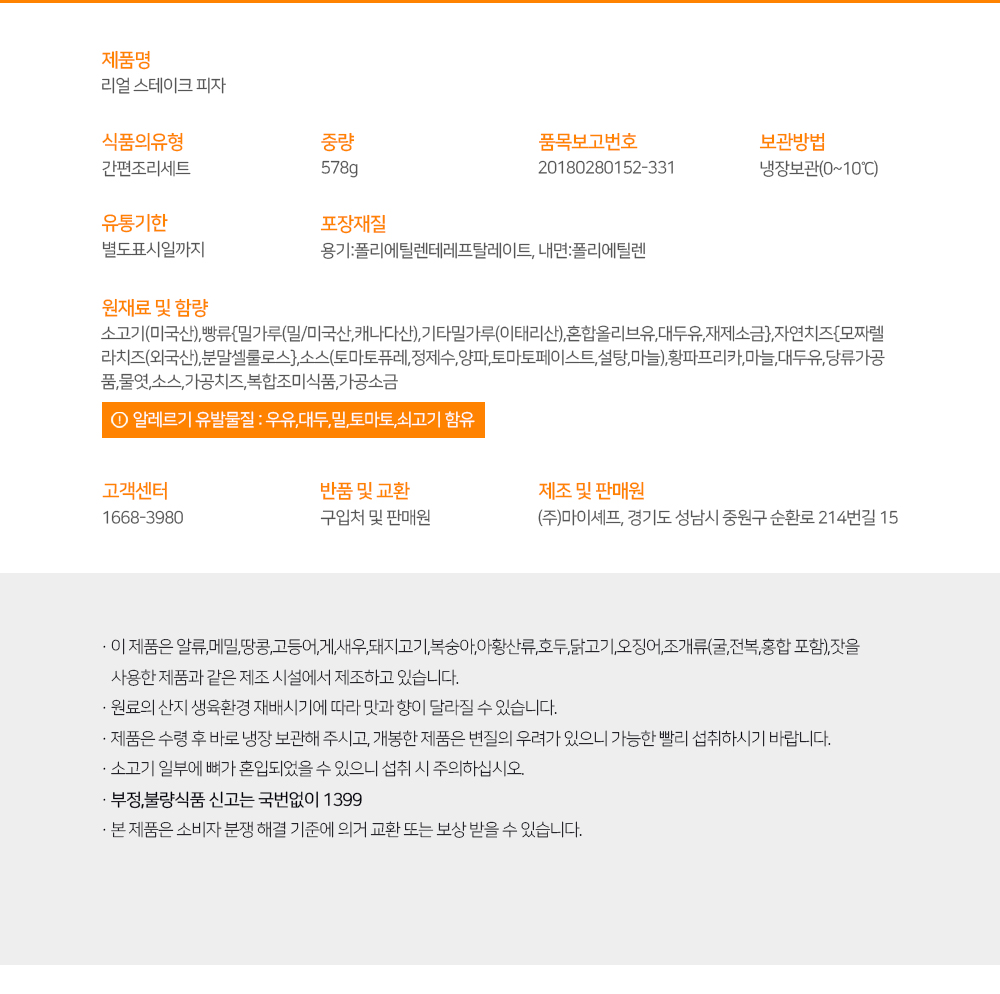 제품명
리얼 스테이크 피자
식품의유형
간편조리세트
중량
578g
품목보고번호
20180280152-331
보관방법
냉장보관(0~10℃)
유통기한
별도표시일까지
포장재질
용기:폴리에틸렌테레프탈레이트, 내면:폴리에틸렌
원재료 및 함량
소고기(미국산),빵류{밀가루(밀/미국산,캐나다산),기타밀가루(이태리산),혼합올리브유,대두유,재제소금},자연치즈{모짜렐
라치즈(외국산),분말셀룰로스},소스(토마토퓨레,정제수,양파,토마토페이스트,설탕,마늘),황파프리카,마늘,대두유,당류가공
품,물엿,소스,가공치즈,복합조미식품,가공소금
알레르기 유발물질 : 우유,대두,밀,토마토,쇠고기 함유
고객센터
1668-3980
반품 및 교환
구입처 및 판매원
제조 및 판매원
(주)마이셰프, 경기도 성남시 중원구 순환로 214번길 15
· 이 제품은 알류,메밀,땅콩,고등어,게,새우,돼지고기,복숭아,아황산류,호두,닭고기,오징어,조개류(굴,전복,홍합 포함),잣을
사용한 제품과 같은 제조 시설에서 제조하고 있습니다.
· 원료의 산지 생육환경 재배시기에 따라 맛과 향이 달라질 수 있습니다.
· 제품은 수령 후 바로 냉장 보관해 주시고, 개봉한 제품은 변질의 우려가 있으니 가능한 빨리 섭취하시기 바랍니다.
· 소고기 일부에 뼈가 혼입되었을 수 있으니 섭취 시 주의하십시오.
· 부정,불량식품 신고는 국번없이 1399
· 본 제품은 소비자 분쟁 해결 기준에 의거 교환 또는 보상 받을 수 있습니다.